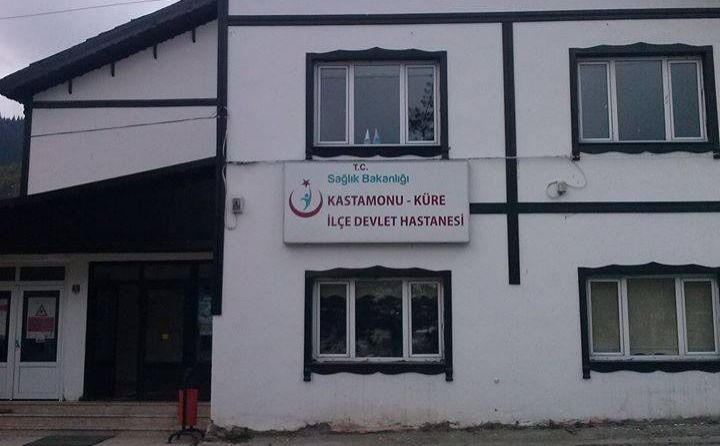 T.C.
Sağlık Bakanlığı
KASTAMONU - KÜRE
İLÇE DEVLET HASTANESİ